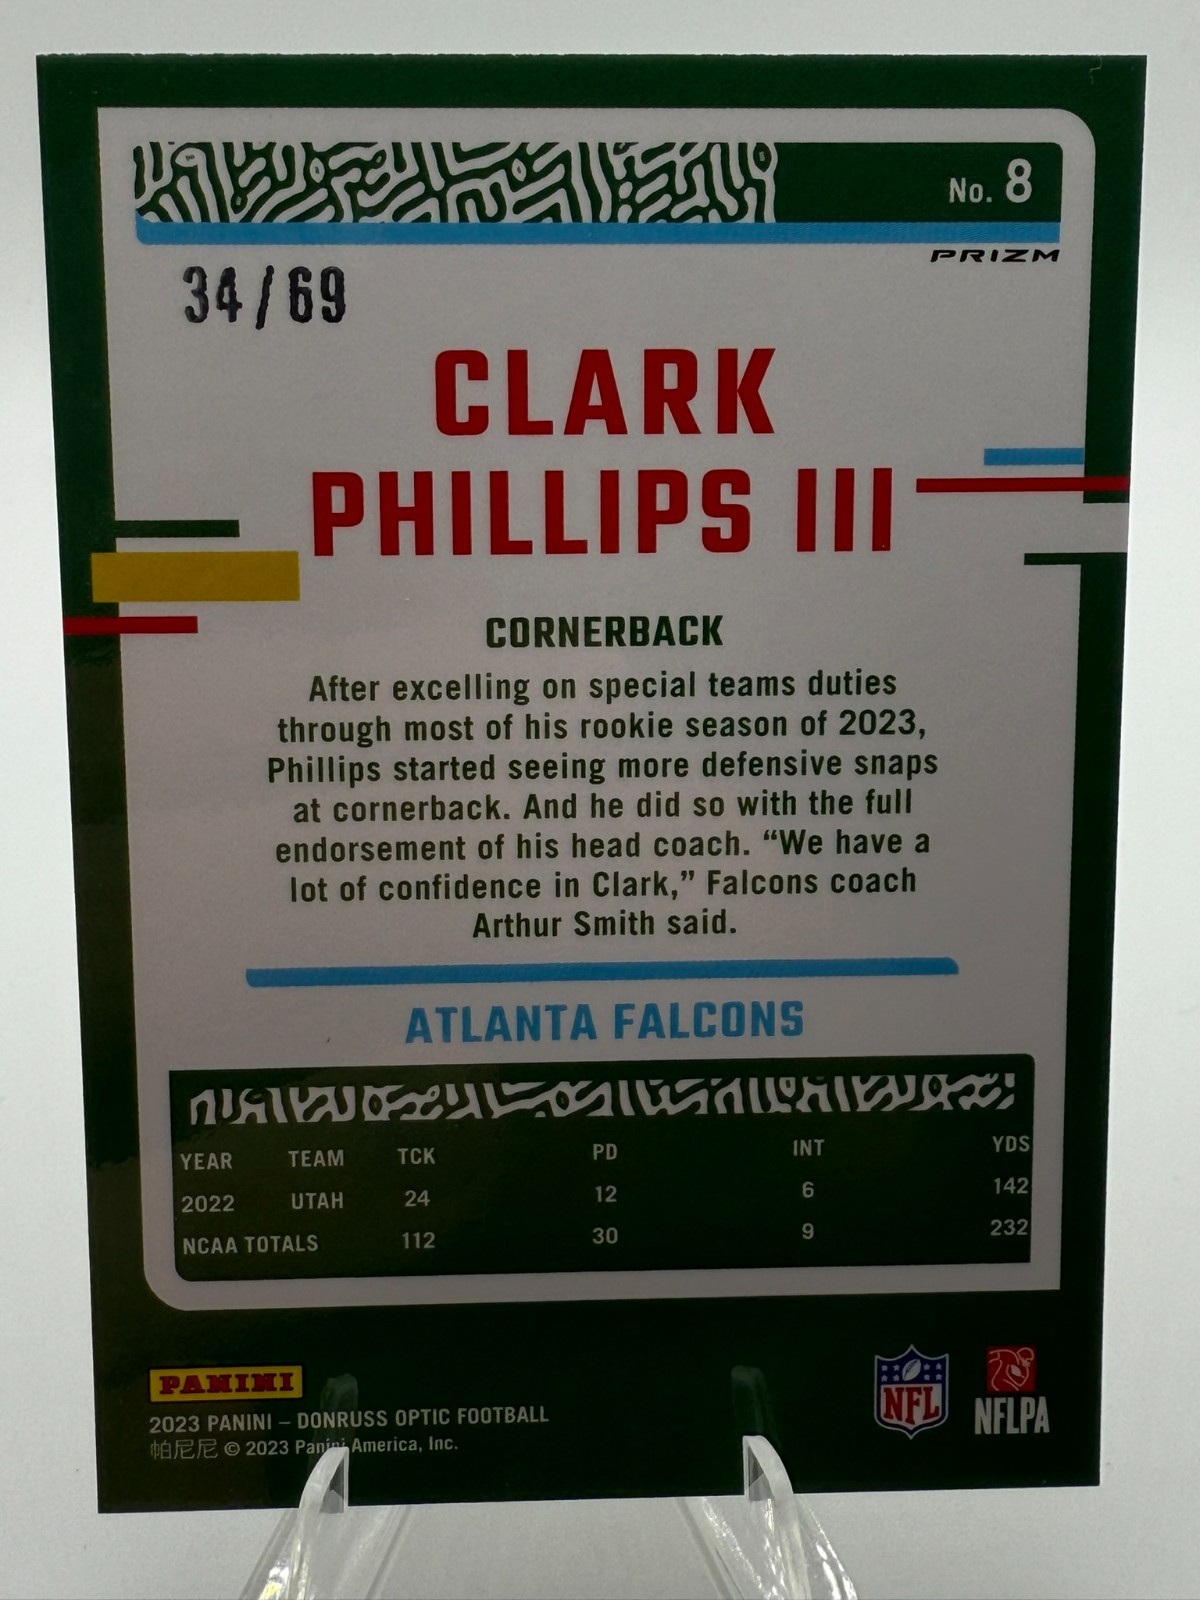 No. 8
PRIZM
34/69
CLARK
PHILLIPS III
CORNERBACK
After excelling on special teams duties
through most of his rookie season of 2023,
Phillips started seeing more defensive snaps
at cornerback. And he did so with the full
endorsement of his head coach. “We have a
lot of confidence in Clark,” Falcons coach
Arthur Smith said.
ATLANTA FALCONS
YEAR TEAM TCK PD INT YDS
2022 UTAH 24 12 6 142
NCAA TOTALS 112 30 9 232
PANINI
2023 PANINI – DONRUSS OPTIC FOOTBALL
帕尼尼 © 2023 Panini America, Inc.
NFL
NFLPA